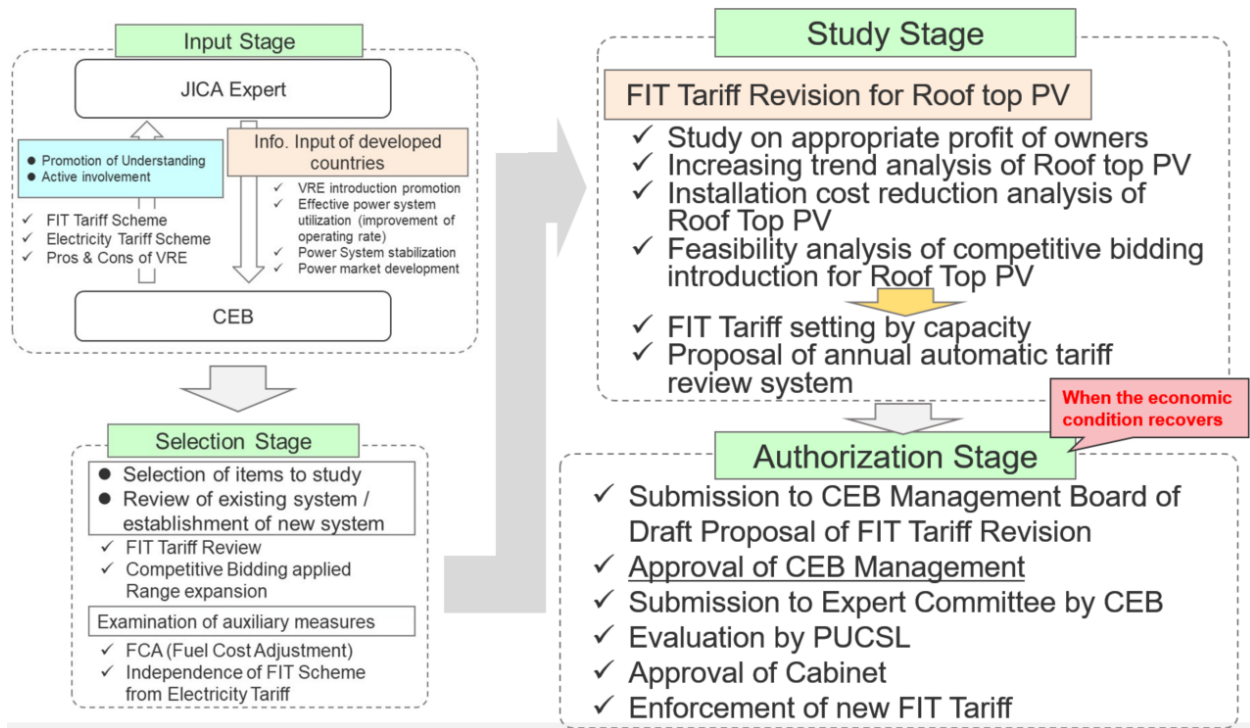 Input Stage
JICA Expert
● Promotion of Understanding
● Active involvement
✓ FIT Tariff Scheme
✓ Electricity Tariff Scheme
✓ Pros & Cons of VRE
Info. Input of developed
countries
✓ VRE introduction promotion
✓ Effective power system
utilization (improvement of
operating rate)
✓ Power System stabilization
✓ Power market development
CEB
Selection Stage
● Selection of items to study
● Review of existing system /
establishment of new system
✓ FIT Tariff Review
✓ Competitive Bidding applied
Range expansion
Examination of auxiliary measures
✓ FCA (Fuel Cost Adjustment)
✓ Independence of FIT Scheme
from Electricity Tariff
Study Stage
FIT Tariff Revision for Roof top PV
✓ Study on appropriate profit of owners
✓ Increasing trend analysis of Roof top PV
✓ Installation cost reduction analysis of
Roof Top PV
✓ Feasibility analysis of competitive bidding
introduction for Roof Top PV
✓ FIT Tariff setting by capacity
✓ Proposal of annual automatic tariff
review system
When the economic
condition recovers
Authorization Stage
✓ Submission to CEB Management Board of
Draft Proposal of FIT Tariff Revision
✓ Approval of CEB Management
✓ Submission to Expert Committee by CEB
✓ Evaluation by PUCSL
✓ Approval of Cabinet
✓ Enforcement of new FIT Tariff